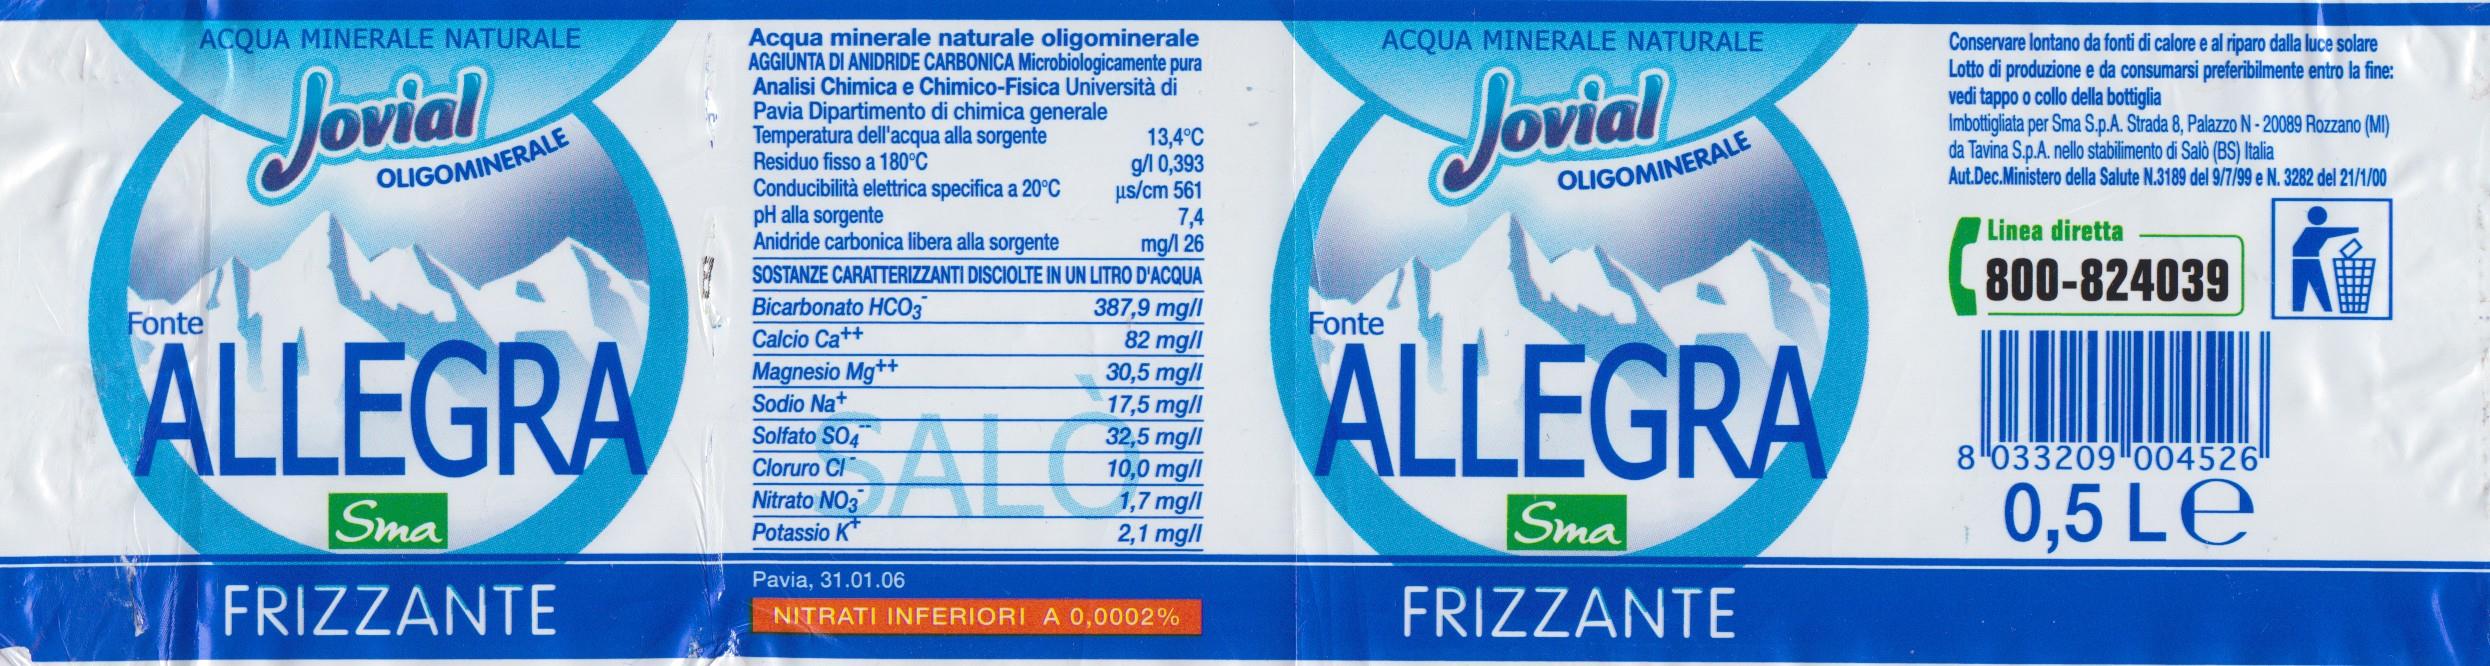 ACQUA MINERALE NATURALE
Jovial
OLIGOMINERALE
Fonte
ALLEGRA
Sma
FRIZZANTE
Acqua minerale naturale oligominerale
AGGIUNTA DI ANIDRIDE CARBONICA Microbiologicamente pura
Analisi Chimica e Chimico-Fisica Università di
Pavia Dipartimento di chimica generale
Temperatura dell'acqua alla sorgente 13,4°C
Residuo fisso a 180°C g/l 0,393
Conducibilità elettrica specifica a 20°C µs/cm 561
pH alla sorgente 7,4
Anidride carbonica libera alla sorgente mg/l 26
SOSTANZE CARATTERIZZANTI DISCIOLTE IN UN LITRO D'ACQUA
Bicarbonato HCO3- 387,9 mg/l
Calcio Ca++ 82 mg/l
Magnesio Mg++ 30,5 mg/l
Sodio Na+ 17,5 mg/l
Solfato SO4-- 32,5 mg/l
Cloruro Cl- 10,0 mg/l
Nitrato NO3- 1,7 mg/l
Potassio K+ 2,1 mg/l
SALÒ
Pavia, 31.01.06
NITRATI INFERIORI A 0,0002%
ACQUA MINERALE NATURALE
Jovial
OLIGOMINERALE
Fonte
ALLEGRA
Sma
FRIZZANTE
Conservare lontano da fonti di calore e al riparo dalla luce solare
Lotto di produzione e da consumarsi preferibilmente entro la fine:
vedi tappo o collo della bottiglia
Imbottigliata per Sma S.p.A. Strada 8, Palazzo N - 20089 Rozzano (MI)
da Tavina S.p.A. nello stabilimento di Salò (BS) Italia
Aut.Dec.Ministero della Salute N.3189 del 9/7/99 e N. 3282 del 21/1/00
Linea diretta
800-824039
8 033209 004526
0,5 L e